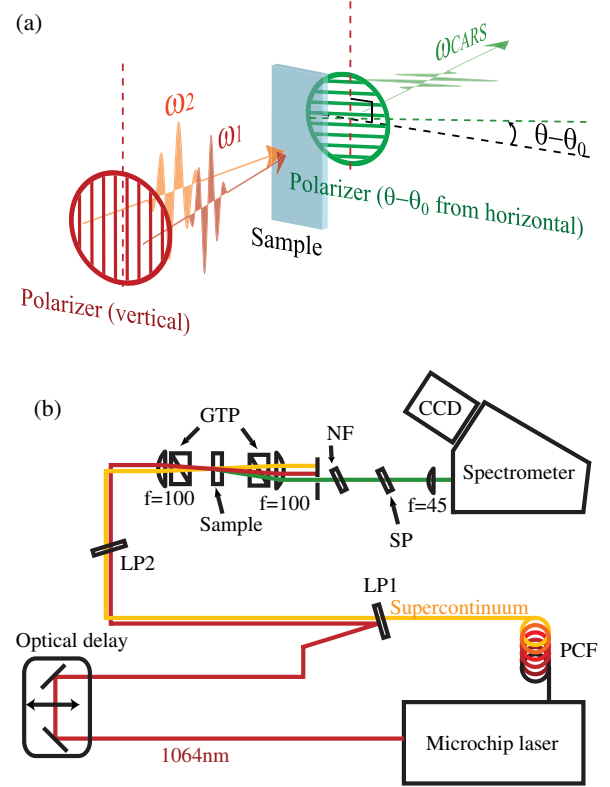 (a)
ω2
ω1
ωCARS
θ−θ0
Polarizer (θ−θ0 from horizontal)
Sample
Polarizer (vertical)
(b)
CCD
GTP
NF
Spectrometer
f=100
f=100
f=45
Sample
SP
LP2
LP1
Supercontinuum
Optical delay
PCF
Microchip laser
1064nm